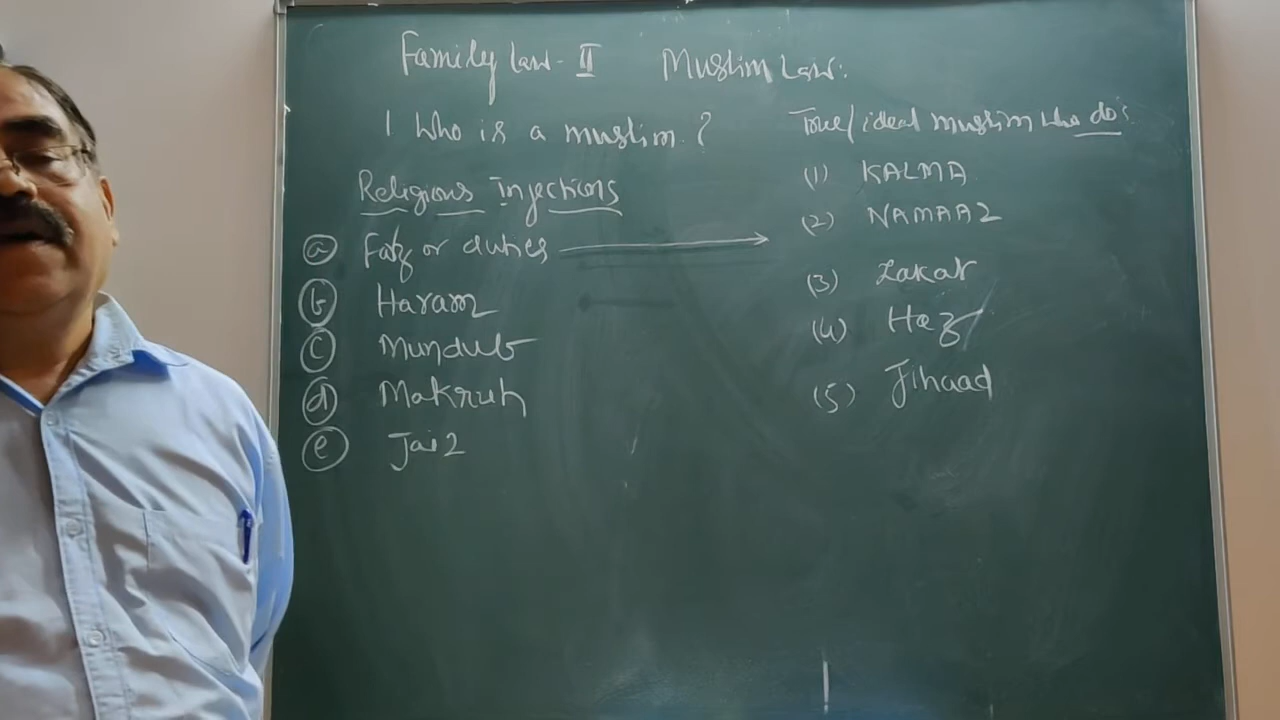 Family Law - II Muslim Law:
1 Who is a muslim ?
Religious Injections
(a) Farz or duties
(b) Haram
(c) Mundub
(d) Makruh
(e) Jaiz
True/ideal muslim who do:
(1) KALMA
(2) NAMAAZ
(3) Zakat
(4) Haz
(5) Jihaad